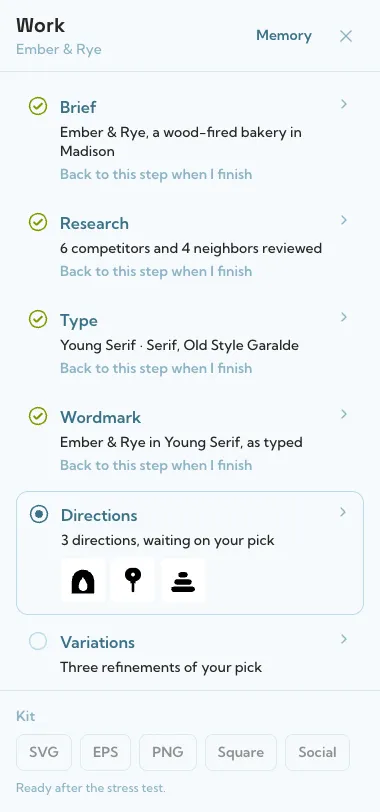 Work
Ember & Rye
Memory
Brief
Ember & Rye, a wood-fired bakery in
Madison
Back to this step when I finish
Research
6 competitors and 4 neighbors reviewed
Back to this step when I finish
Type
Young Serif · Serif, Old Style Garalde
Back to this step when I finish
Wordmark
Ember & Rye in Young Serif, as typed
Back to this step when I finish
Directions
3 directions, waiting on your pick
Variations
Three refinements of your pick
Kit
SVG
EPS
PNG
Square
Social
Ready after the stress test.